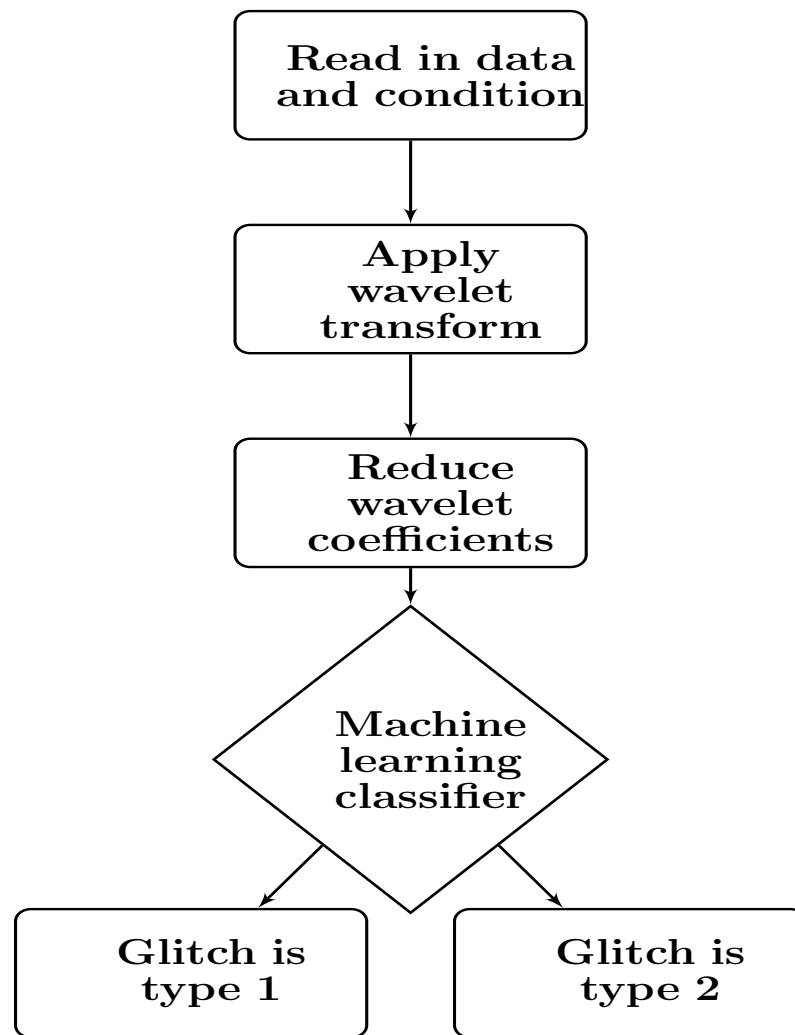 Read in data
and condition
Apply
wavelet
transform
Reduce
wavelet
coefficients
Machine
learning
classifier
Glitch is
type 1
Glitch is
type 2